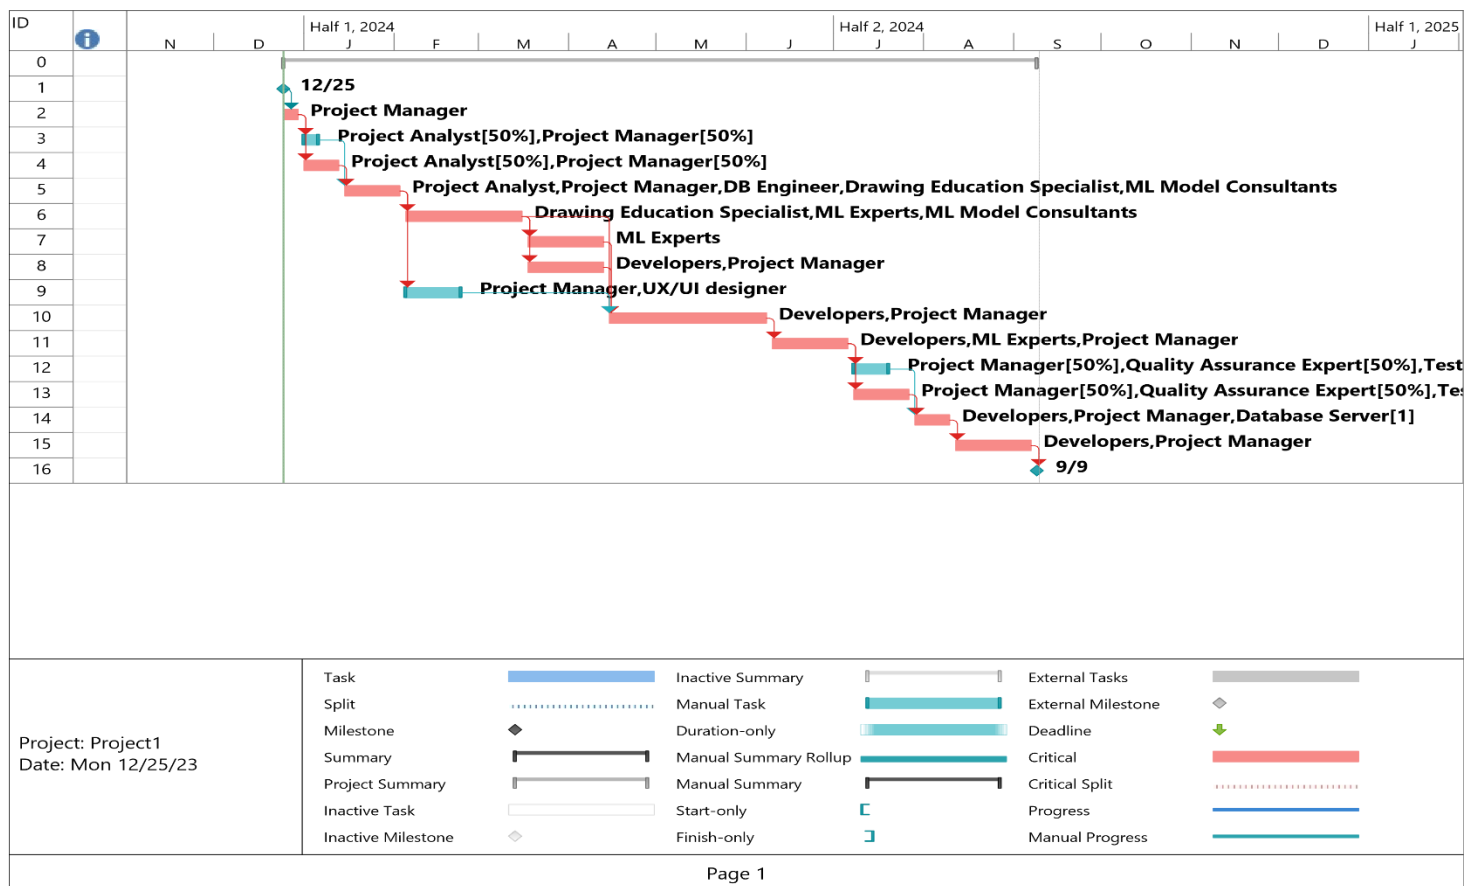 ID
Half 1, 2024 Half 2, 2024 Half 1, 2025
N D J F M A M J J A S O N D J
0
1 12/25
2 Project Manager
3 Project Analyst[50%],Project Manager[50%]
4 Project Analyst[50%],Project Manager[50%]
5 Project Analyst,Project Manager,DB Engineer,Drawing Education Specialist,ML Model Consultants
6 Drawing Education Specialist,ML Experts,ML Model Consultants
7 ML Experts
8 Developers,Project Manager
9 Project Manager,UX/UI designer
10 Developers,Project Manager
11 Developers,ML Experts,Project Manager
12 Project Manager[50%],Quality Assurance Expert[50%],Test
13 Project Manager[50%],Quality Assurance Expert[50%],Tes
14 Developers,Project Manager,Database Server[1]
15 Developers,Project Manager
16 9/9
Project: Project1
Date: Mon 12/25/23
Task Inactive Summary External Tasks
Split Manual Task External Milestone
Milestone Duration-only Deadline
Summary Manual Summary Rollup Critical
Project Summary Manual Summary Critical Split
Inactive Task Start-only Progress
Inactive Milestone Finish-only Manual Progress
Page 1